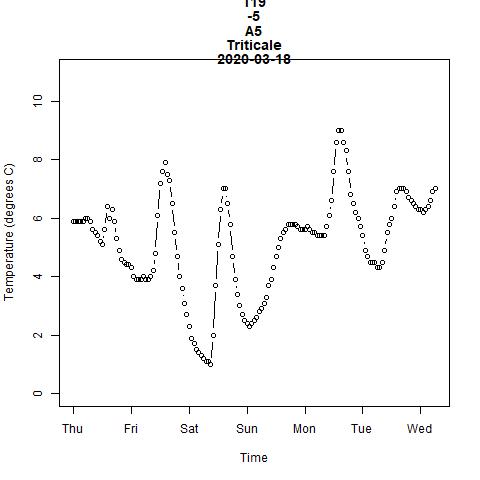 T19
-5
A5
Triticale
2020-03-18
10
8
6
4
2
0
Temperature (degrees C)
Thu Fri Sat Sun Mon Tue Wed
Time